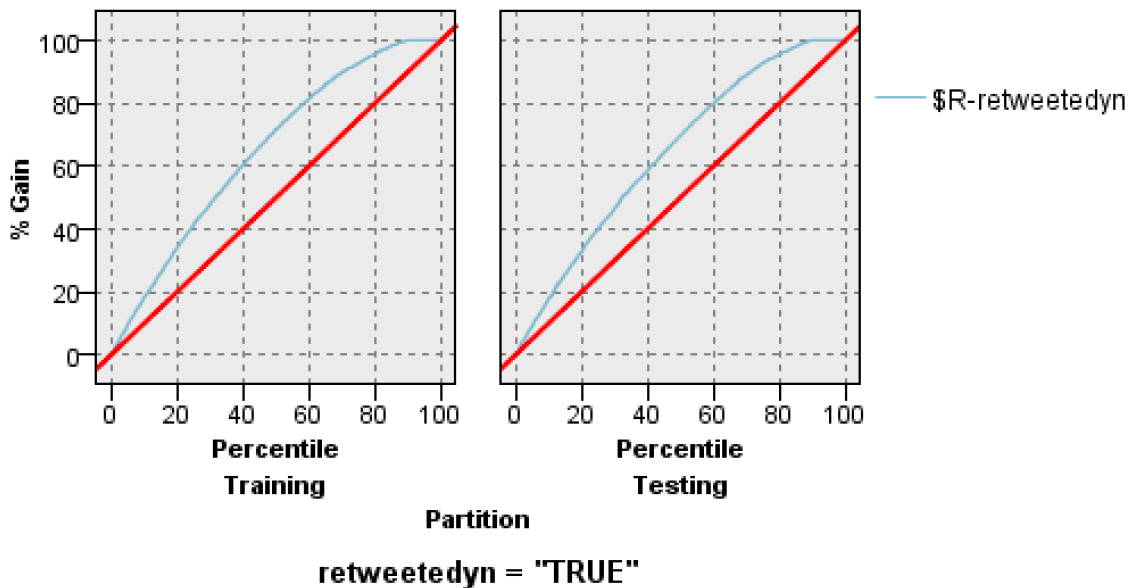 % Gain
100
80
60
40
20
0
0 20 40 60 80 100
0 20 40 60 80 100
Percentile
Percentile
Training
Testing
Partition
retweetedyn = "TRUE"
$R-retweetedyn